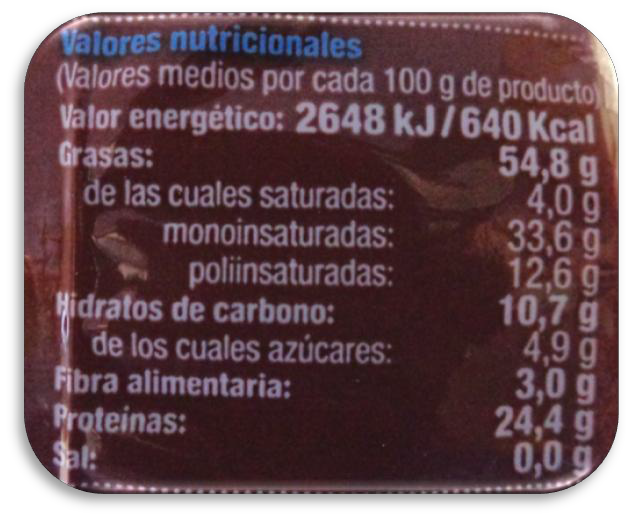 Valores nutricionales
(Valores medios por cada 100 g de producto)
Valor energético: 2648 kJ/640 Kcal
Grasas: 54,8 g
de las cuales saturadas: 4,0 g
monoinsaturadas: 33,6 g
poliinsaturadas: 12,6 g
Hidratos de carbono: 10,7 g
de los cuales azúcares: 4,9 g
Fibra alimentaria: 3,0 g
Proteínas: 24,4 g
Sal: 0,0 g